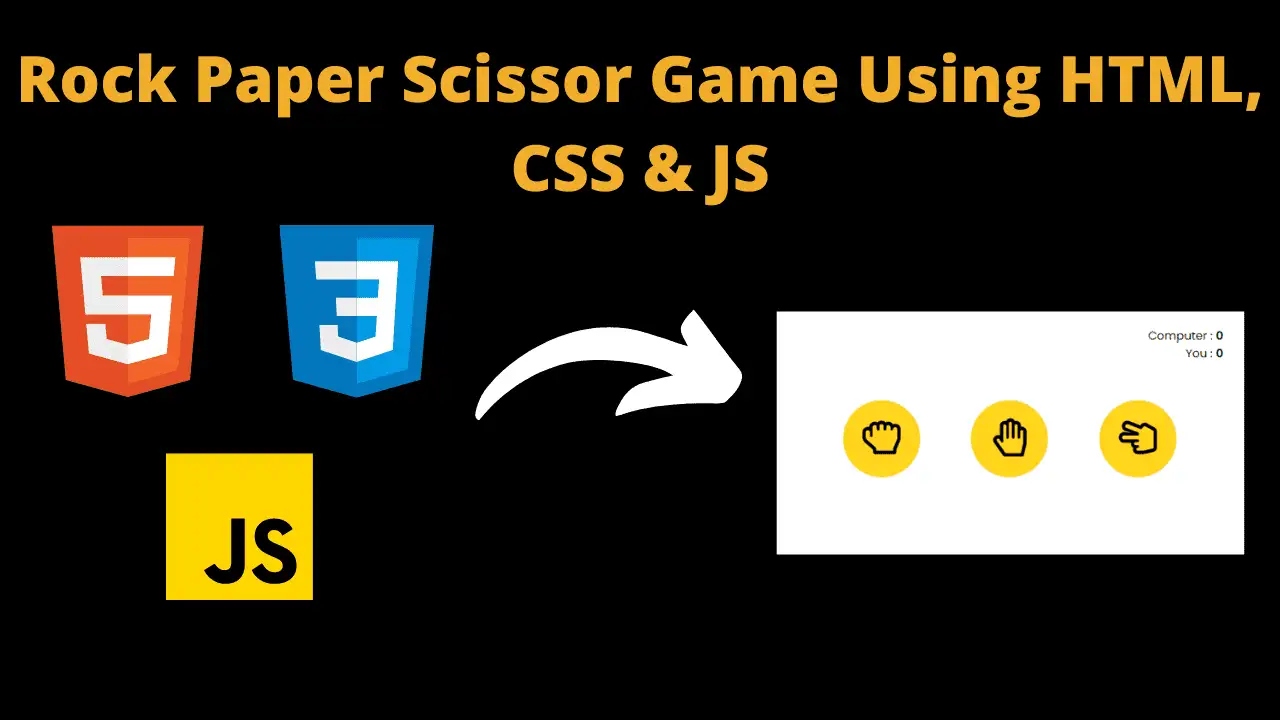 Rock Paper Scissor Game Using HTML,
CSS & JS
5
3
JS
Computer : 0
You : 0